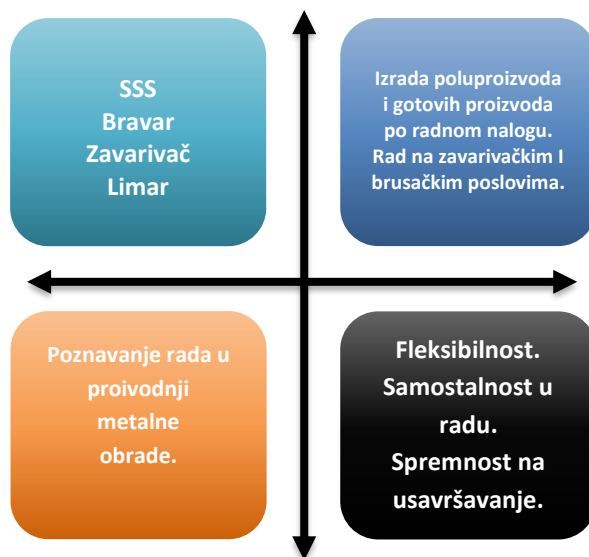 SSS
Bravar
Zavarivač
Limar
Izrada poluproizvoda
i gotovih proizvoda
po radnom nalogu.
Rad na zavarivačkim I
brusačkim poslovima.
Poznavanje rada u
proivodnji
metalne
obrade.
Fleksibilnost.
Samostalnost u
radu.
Spremnost na
usavršavanje.